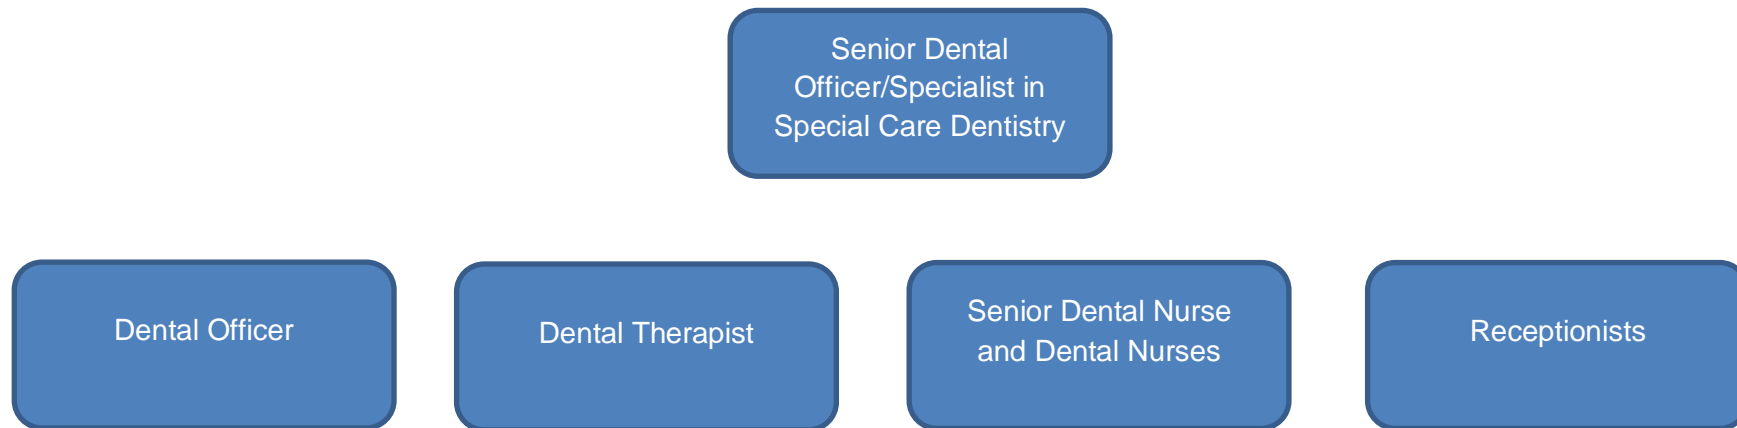 Senior Dental
Officer/Specialist in
Special Care Dentistry
Dental Officer
Dental Therapist
Senior Dental Nurse
and Dental Nurses
Receptionists